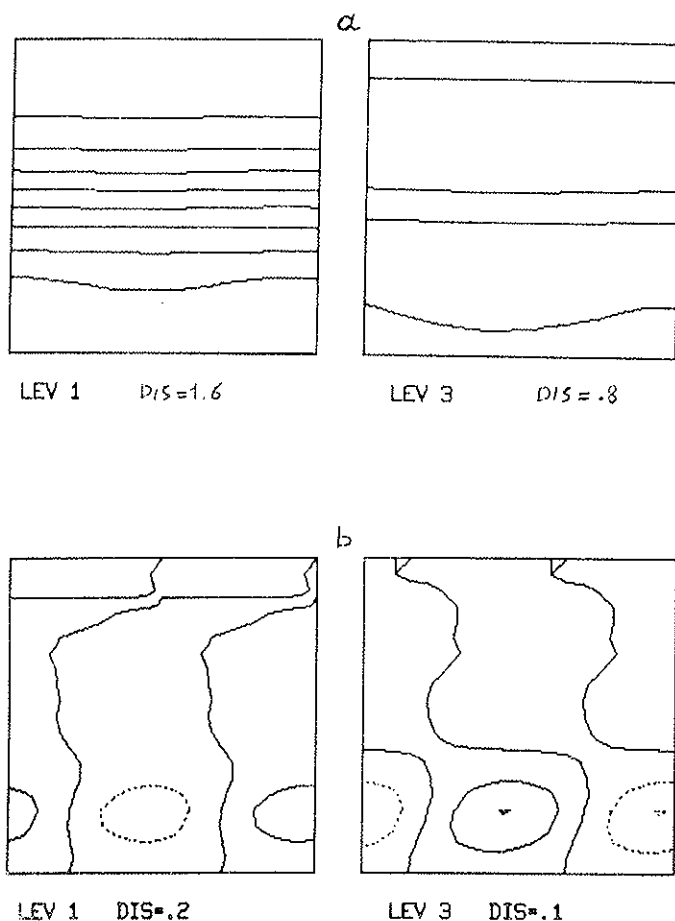 a
LEV 1 DIS=1.6
LEV 3 DIS=.8
b
LEV 1 DIS=.2
LEV 3 DIS=.1